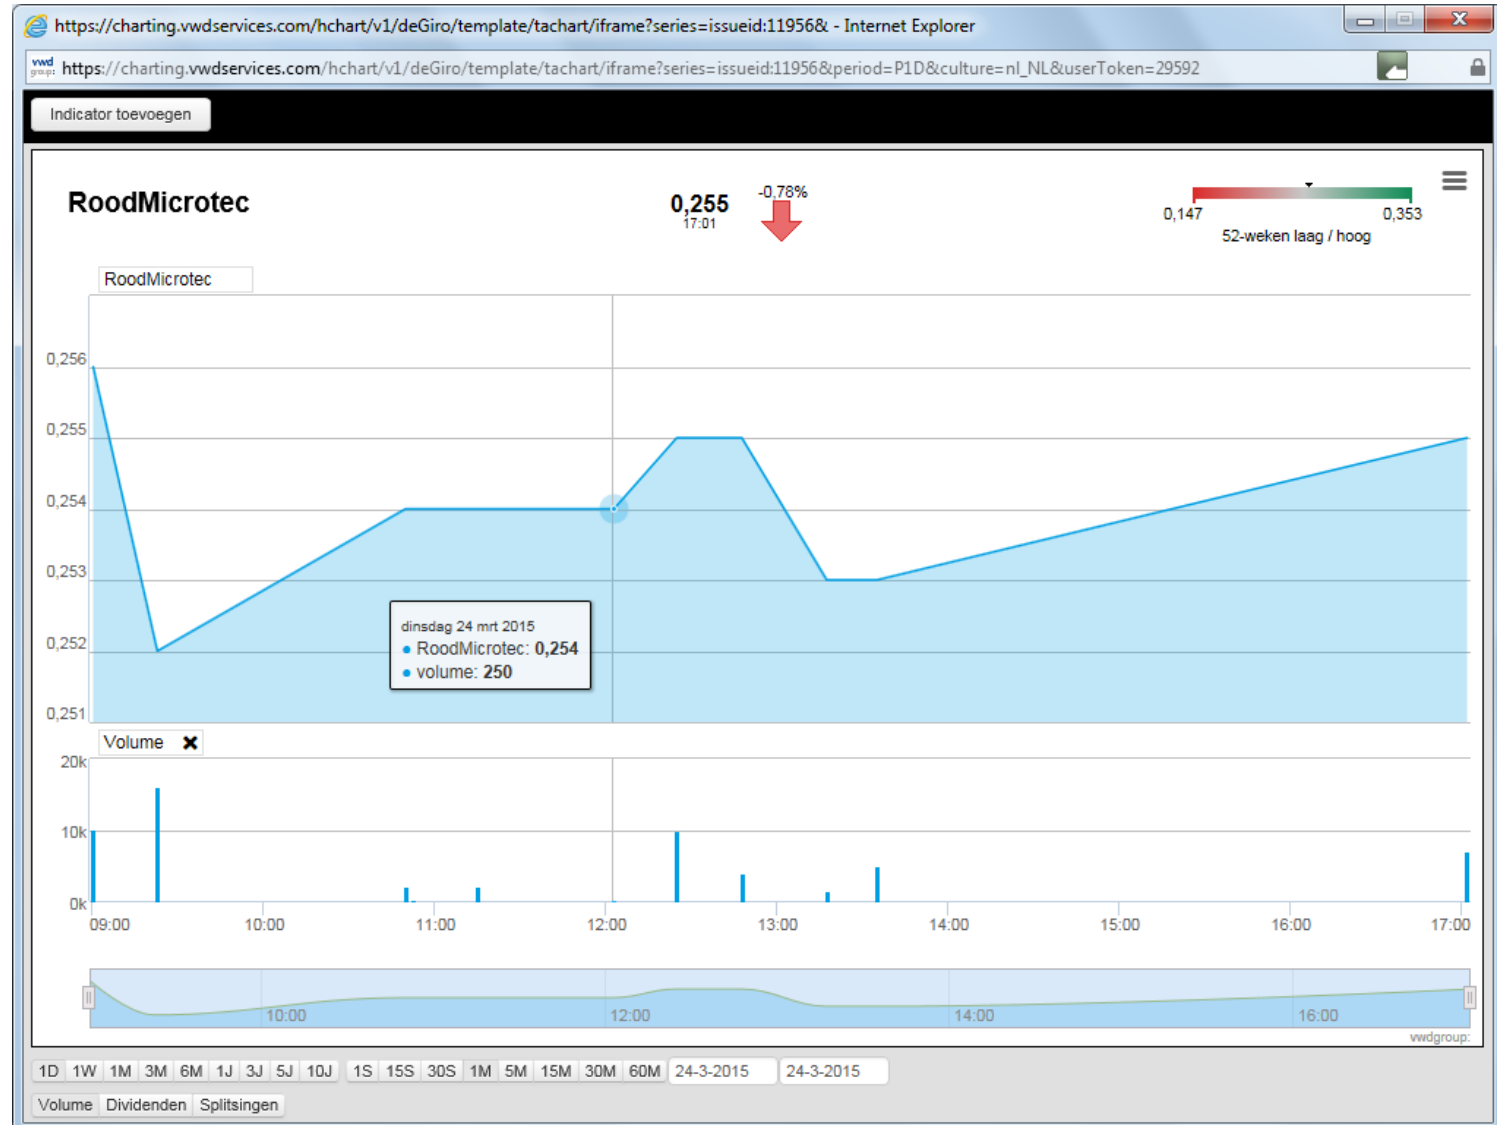 https://charting.vwdservices.com/hchart/v1/deGiro/template/tachart/iframe?series=issueid:11956& - Internet Explorer
vwd group: https://charting.vwdservices.com/hchart/v1/deGiro/template/tachart/iframe?series=issueid:11956&period=P1D&culture=nl_NL&userToken=29592
Indicator toevoegen
RoodMicrotec
0,255
17:01
-0,78%
0,147 0,353
52-weken laag / hoog
RoodMicrotec
0,256
0,255
0,254
0,253
0,252
0,251
dinsdag 24 mrt 2015
RoodMicrotec: 0,254
volume: 250
Volume
20k
10k
0k
09:00 10:00 11:00 12:00 13:00 14:00 15:00 16:00 17:00
10:00 12:00 14:00 16:00
vwdgroup:
1D 1W 1M 3M 6M 1J 3J 5J 10J 1S 15S 30S 1M 5M 15M 30M 60M 24-3-2015 24-3-2015
Volume Dividenden Splitsingen